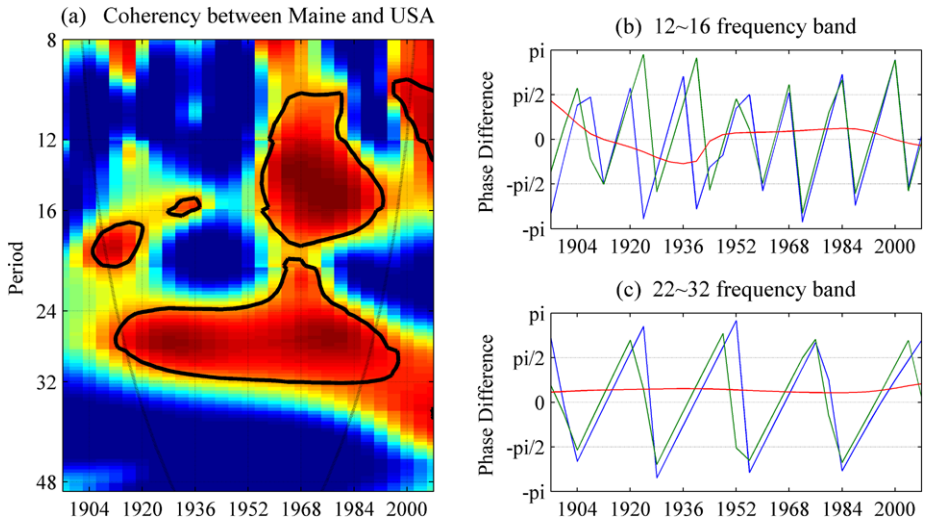 (a) Coherency between Maine and USA
Period
8
12
16
24
32
48
1904 1920 1936 1952 1968 1984 2000
(b) 12~16 frequency band
Phase Difference
pi
pi/2
0
-pi/2
-pi
1904 1920 1936 1952 1968 1984 2000
(c) 22~32 frequency band
Phase Difference
pi
pi/2
0
-pi/2
-pi
1904 1920 1936 1952 1968 1984 2000